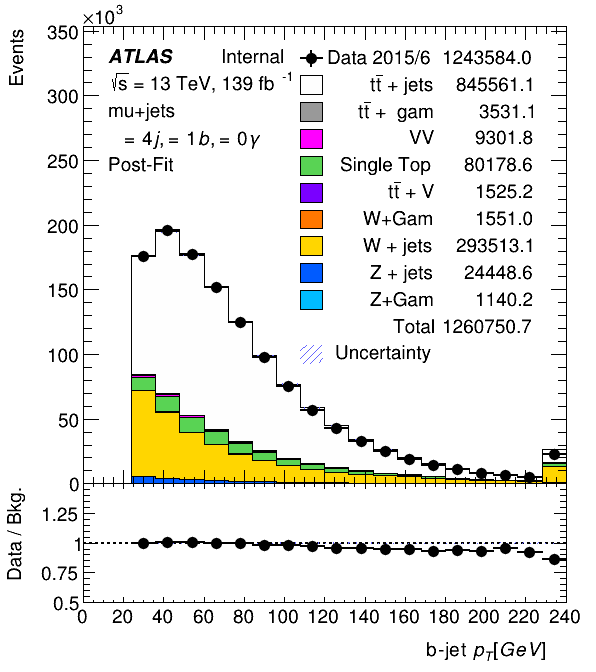 ×10³
Events
350
300
250
200
150
100
50
0
ATLAS Internal
√s = 13 TeV, 139 fb⁻¹
mu+jets
= 4j, = 1b, = 0γ
Post-Fit
Data 2015/6 1243584.0
tt̄ + jets 845561.1
tt̄ + gam 3531.1
VV 9301.8
Single Top 80178.6
tt̄ + V 1525.2
W+Gam 1551.0
W + jets 293513.1
Z + jets 24448.6
Z+Gam 1140.2
Total 1260750.7
Uncertainty
Data / Bkg.
1.25
1
0.75
0.5
0 20 40 60 80 100 120 140 160 180 200 220 240
b-jet p_T[GeV]